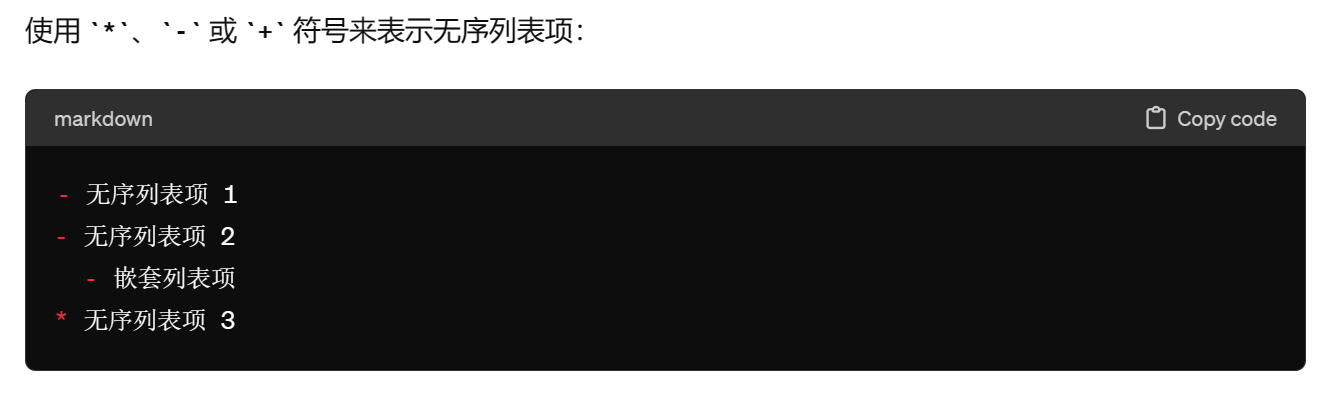 使用 `*`、`-` 或 `+` 符号来表示无序列表项：
markdown
Copy code
- 无序列表项 1
- 无序列表项 2
  - 嵌套列表项
* 无序列表项 3